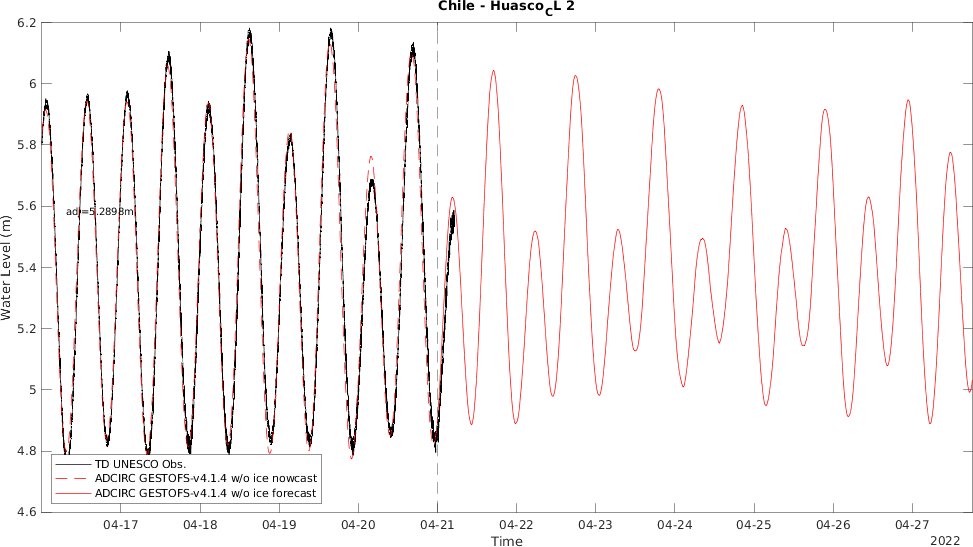 Chile - Huasco_CL 2
6.2
6
5.8
5.6
5.4
5.2
5
4.8
4.6
Water Level (m)
adj=5.2898m
TD UNESCO Obs.
ADCIRC GESTOFS-v4.1.4 w/o ice nowcast
ADCIRC GESTOFS-v4.1.4 w/o ice forecast
04-17 04-18 04-19 04-20 04-21 04-22 04-23 04-24 04-25 04-26 04-27
Time
2022